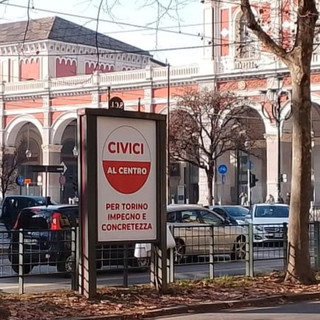 CIVICI
AL CENTRO
PER TORINO
IMPEGNO E
CONCRETEZZA